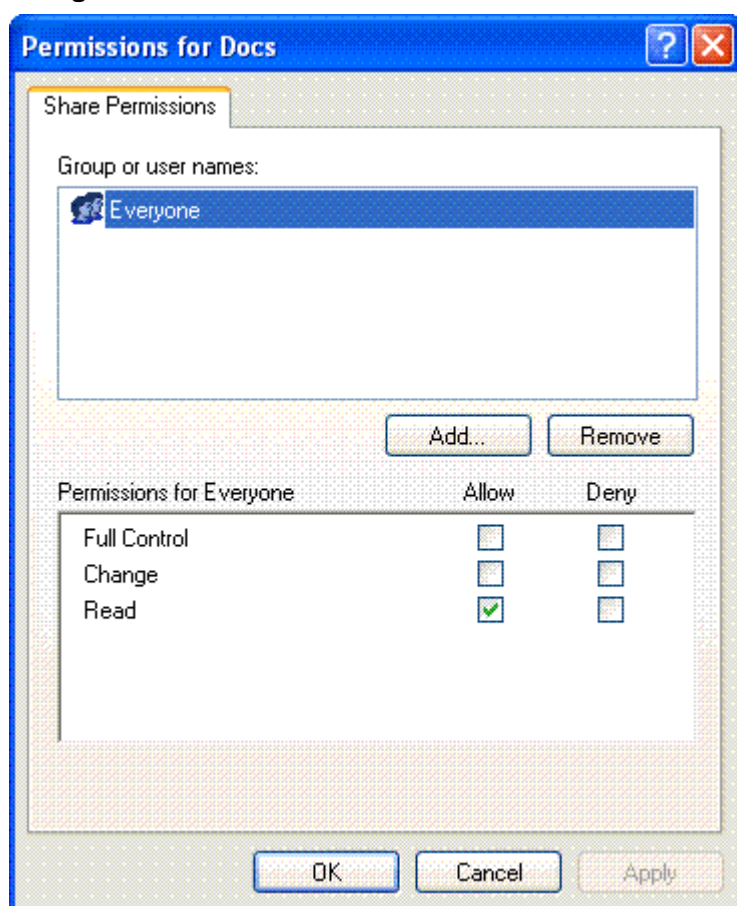 Permissions for Docs
Share Permissions
Group or user names:
Everyone
Add... Remove
Permissions for Everyone Allow Deny
Full Control
Change
Read
OK Cancel Apply